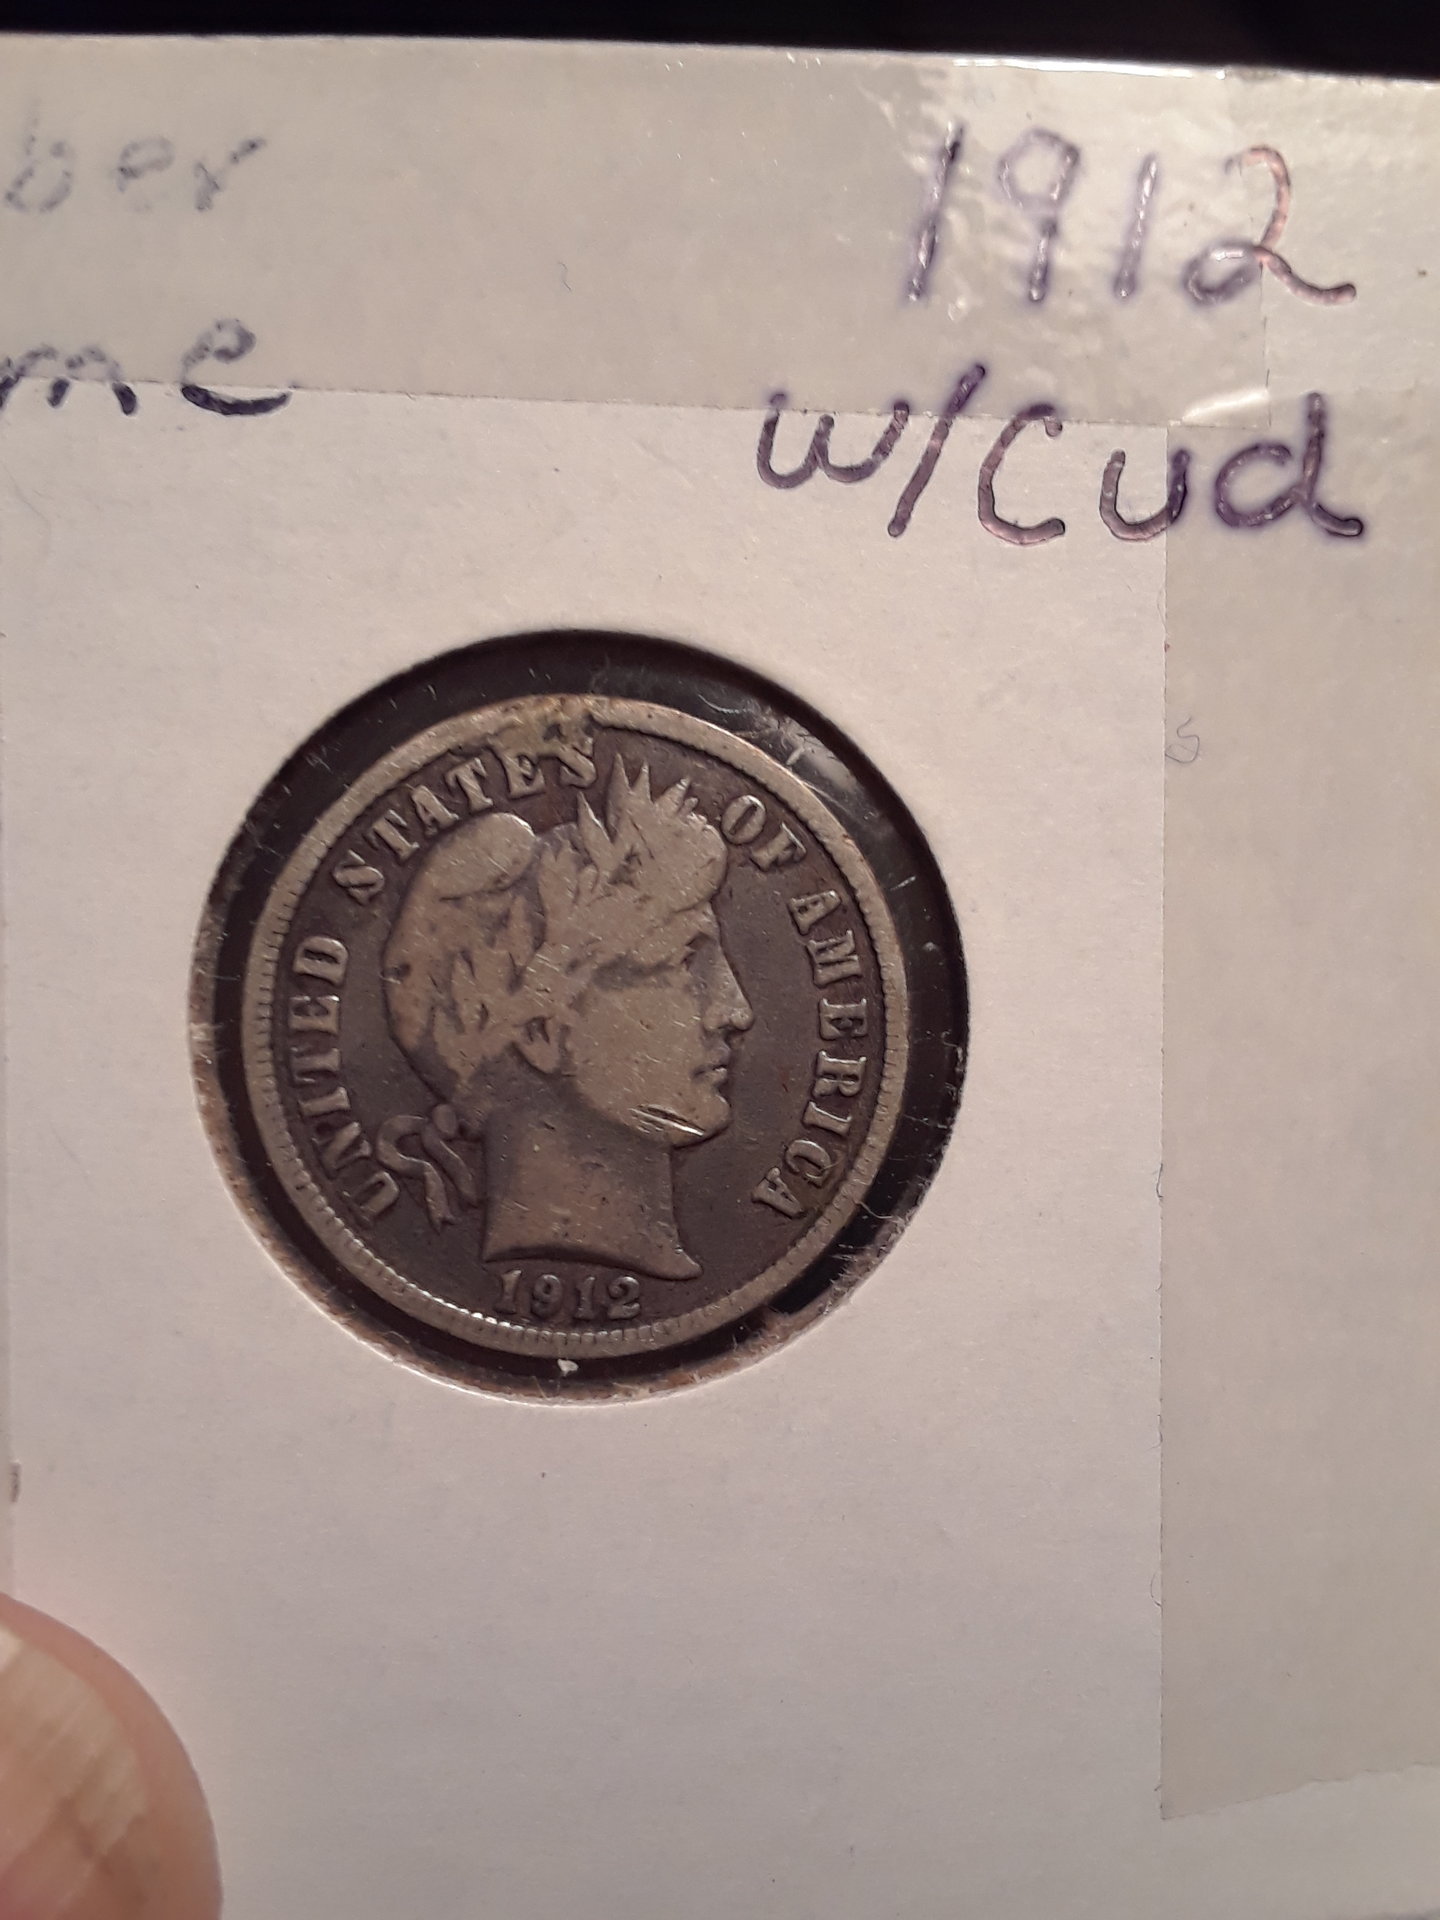 ber 1912
me w/Cud
UNITED STATES OF AMERICA
1912